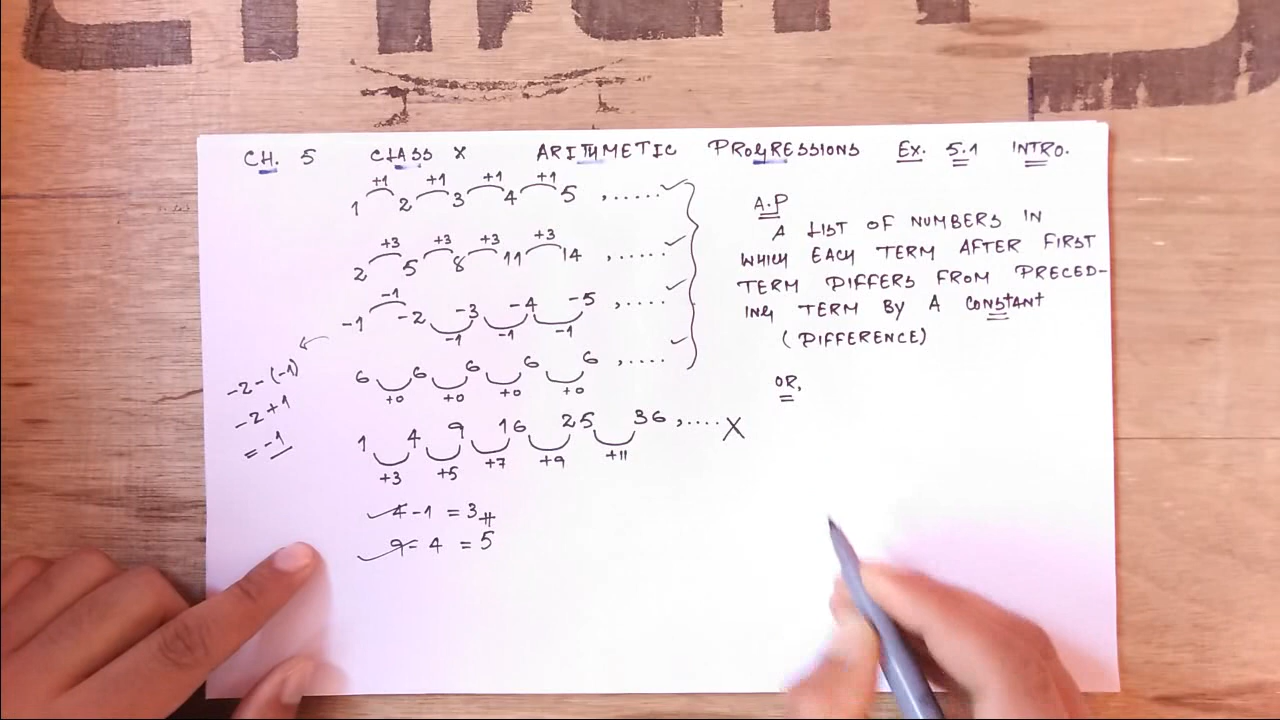 CH. 5 CLASS X ARITHMETIC PROGRESSIONS Ex. 5.1 INTRO.
+1 +1 +1 +1
1 2 3 4 5 , ......
+3 +3 +3 +3
2 5 8 11 14 , ......
-1
-1 -2 -3 -4 -5 , ......
-1 -1 -1
6 6 6 6 6 , ....
+0 +0 +0 +0
1 4 9 16 25 36 , .... X
+3 +5 +7 +9 +11
4 - 1 = 3
9 - 4 = 5
-2-(-1)
-2+1
= -1
A.P
A LIST OF NUMBERS IN
WHICH EACH TERM AFTER FIRST
TERM DIFFERS FROM PRECED-
ING TERM BY A CONSTANT
( DIFFERENCE)
OR,